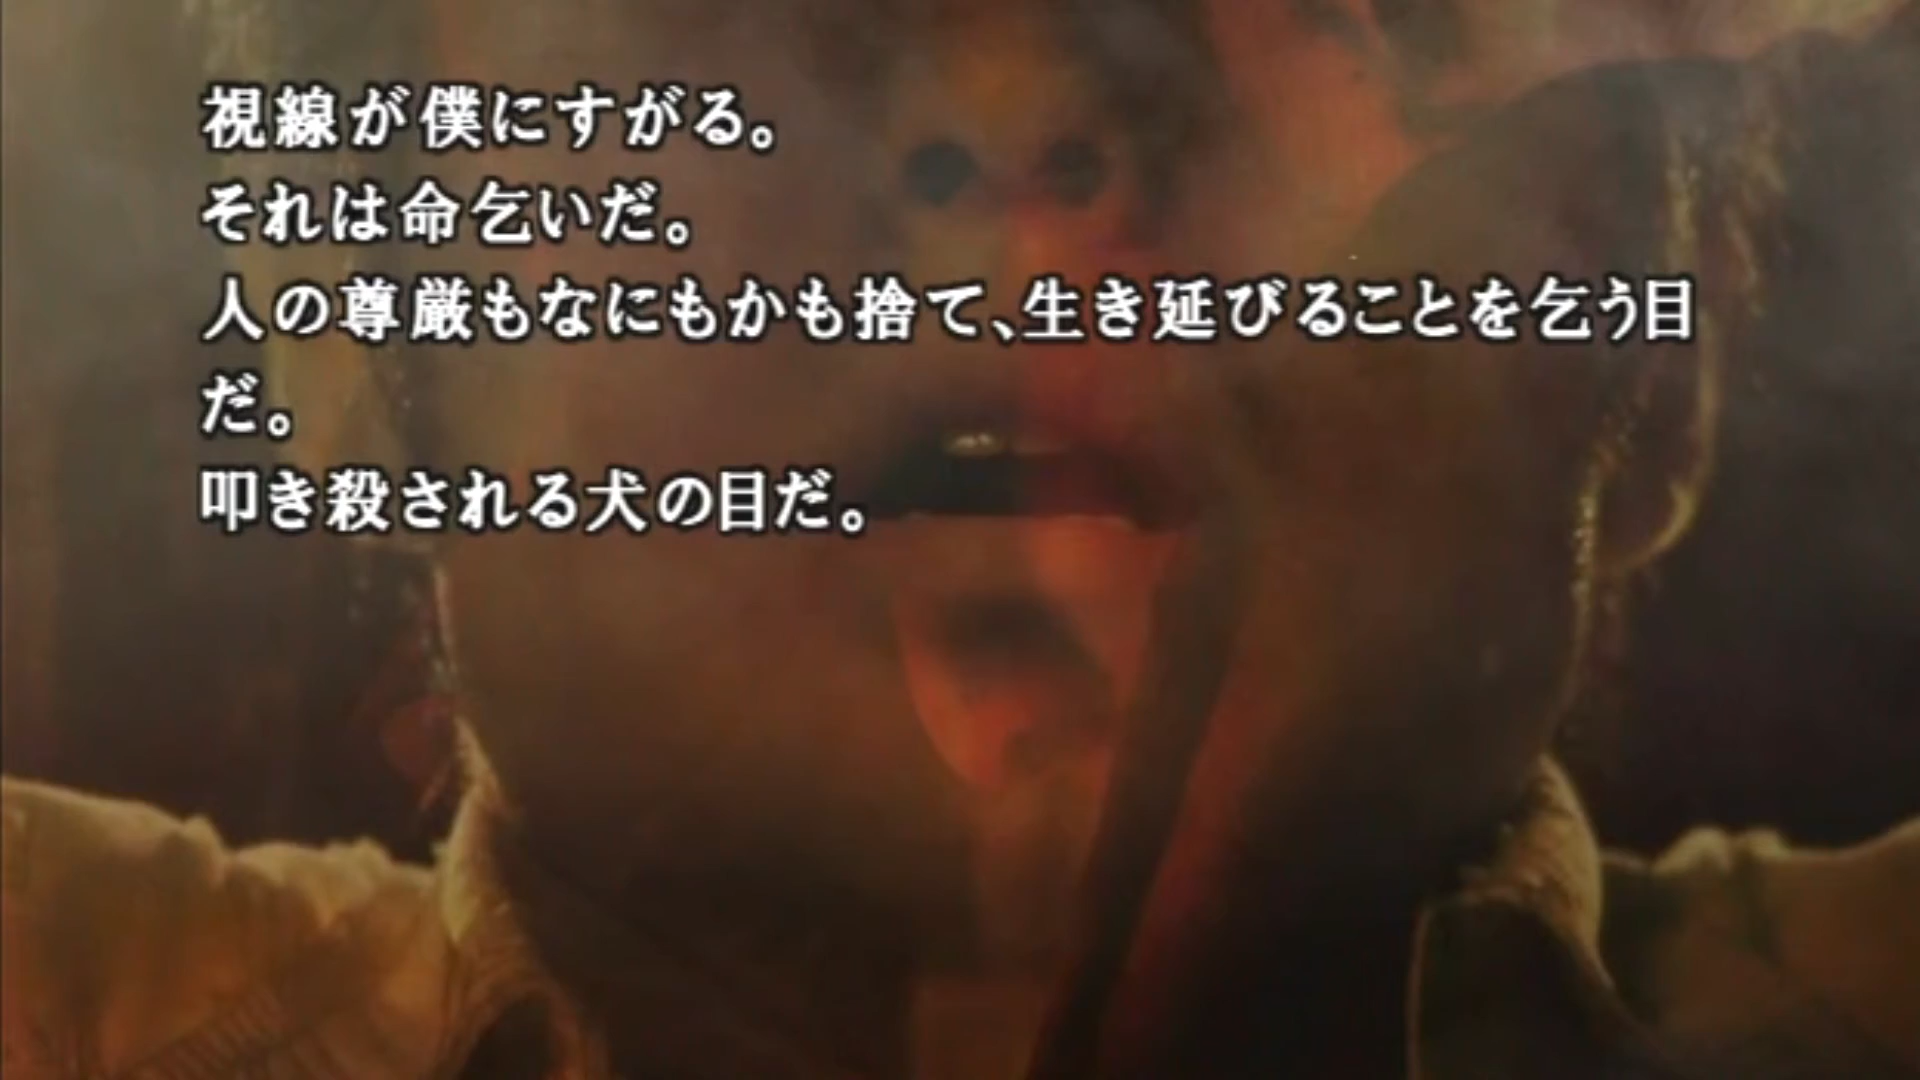 視線が僕にすがる。
それは命乞いだ。
人の尊厳もなにもかも捨て、生き延びることを乞う目
だ。
叩き殺される犬の目だ。